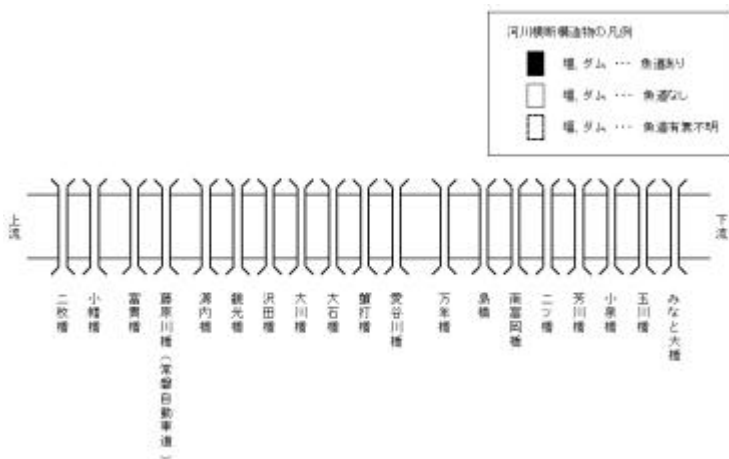 河川横断構造物の凡例
堰、ダム ・・・ 魚道あり
堰、ダム ・・・ 魚道なし
堰、ダム ・・・ 魚道有無不明
上流
下流
二枚橋
小幡橋
富貴橋
藤原川橋（常磐自動車道）
瀬内橋
観光橋
沢田橋
大川橋
大石橋
蟹打橋
愛谷川橋
万年橋
島橋
南富岡橋
二ツ橋
芳川橋
小泉橋
玉川橋
みなと大橋